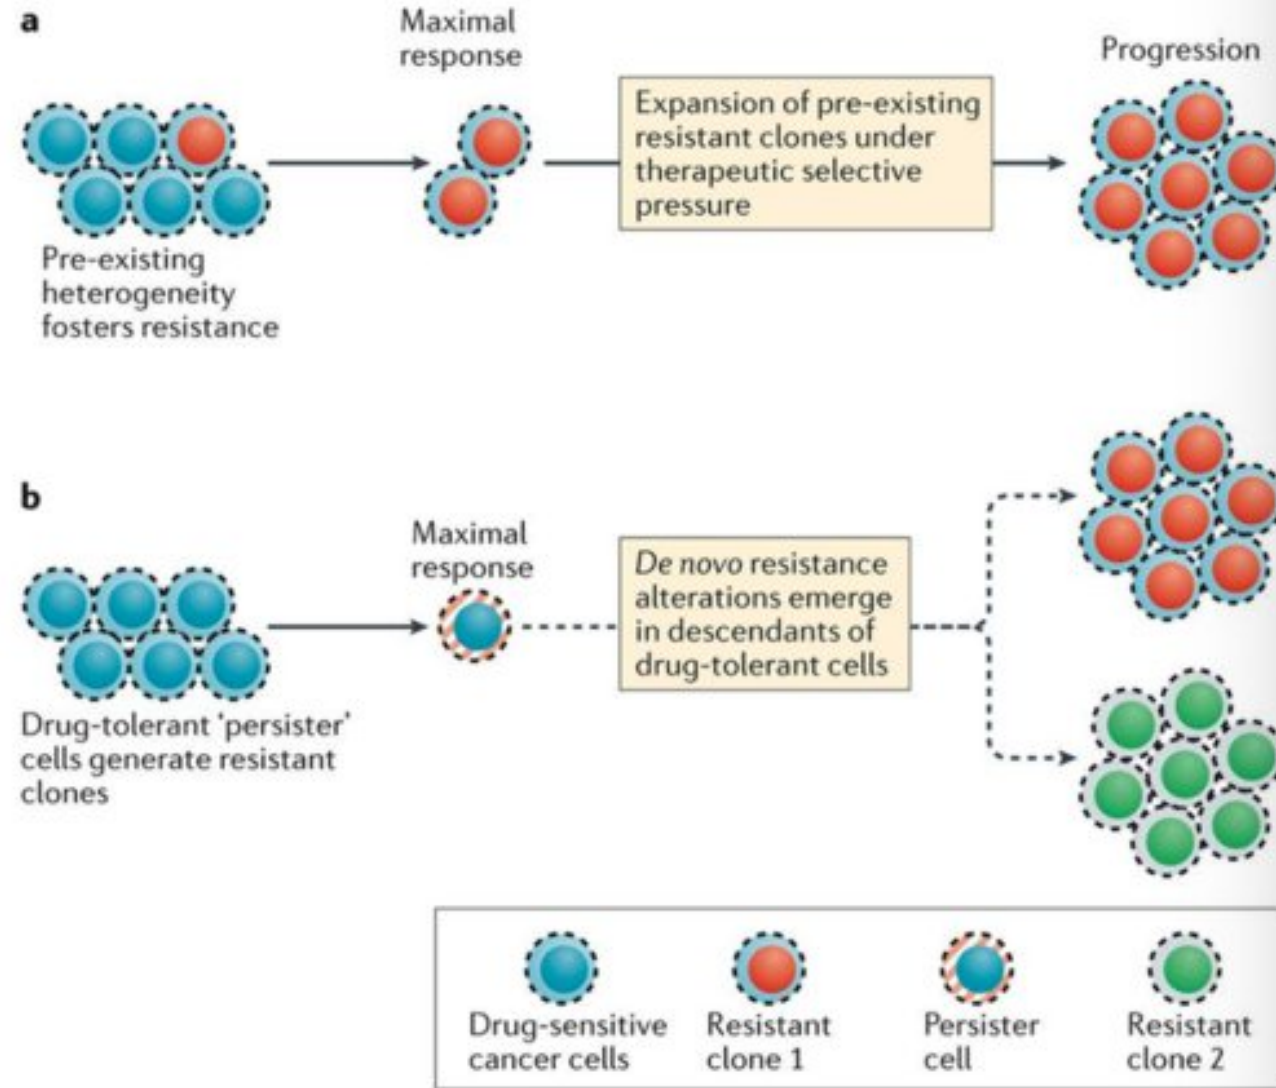 a
Maximal
response
Progression
Expansion of pre-existing
resistant clones under
therapeutic selective
pressure
Pre-existing
heterogeneity
fosters resistance
b
Maximal
response
De novo resistance
alterations emerge
in descendants of
drug-tolerant cells
Drug-tolerant 'persister'
cells generate resistant
clones
Drug-sensitive
cancer cells
Resistant
clone 1
Persister
cell
Resistant
clone 2